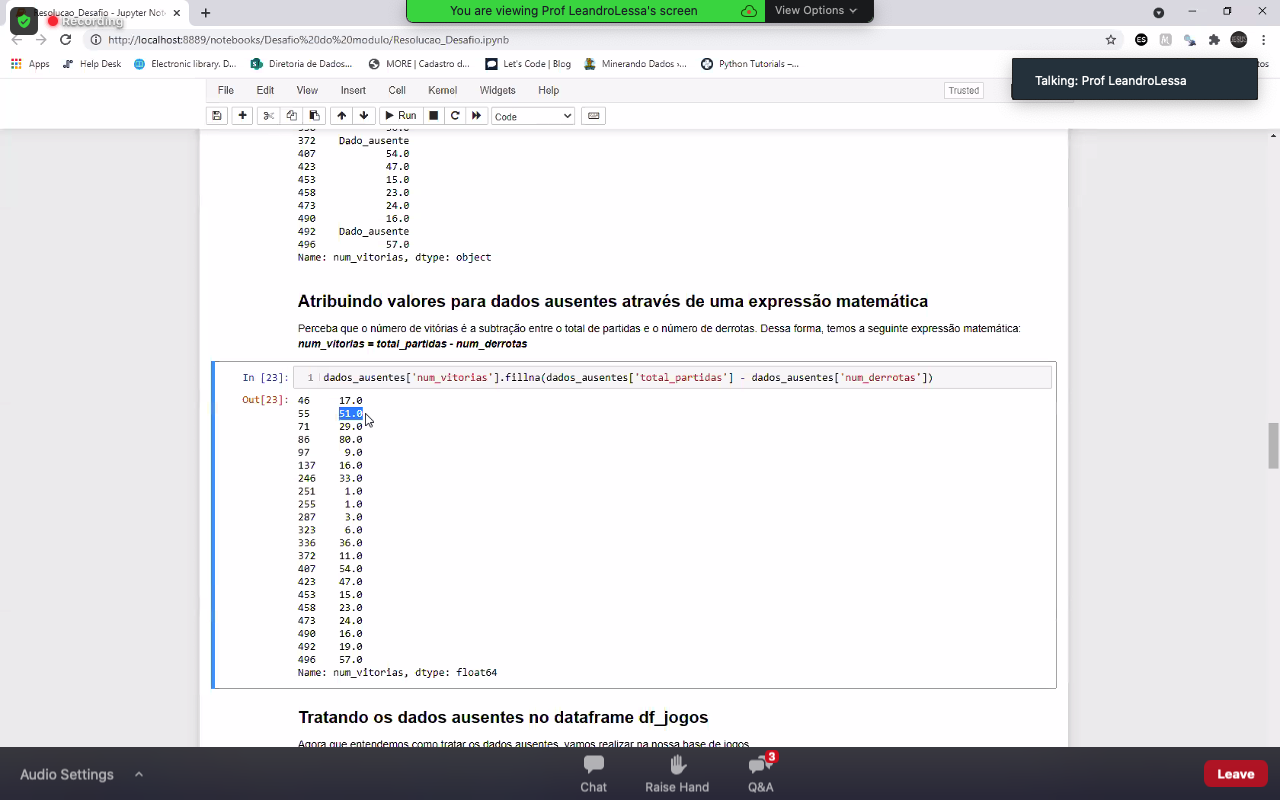 Resolucao_Desafio - Jupyter Not
Recording
You are viewing Prof LeandroLessa's screen
View Options
http://localhost:8889/notebooks/Desafio%20do%20modulo/Resolucao_Desafio.ipynb
Apps Help Desk Electronic library. D... Diretoria de Dados... MORE | Cadastro d... Let's Code | Blog Minerando Dados ›... Python Tutorials –...
Talking: Prof LeandroLessa
File Edit View Insert Cell Kernel Widgets Help
Trusted
Run Code
372 Dado_ausente
407 54.0
423 47.0
453 15.0
458 23.0
473 24.0
490 16.0
492 Dado_ausente
496 57.0
Name: num_vitorias, dtype: object
Atribuindo valores para dados ausentes através de uma expressão matemática
Perceba que o número de vitórias é a subtração entre o total de partidas e o número de derrotas. Dessa forma, temos a seguinte expressão matemática:
num_vitorias = total_partidas - num_derrotas
In [23]: 1 dados_ausentes['num_vitorias'].fillna(dados_ausentes['total_partidas'] - dados_ausentes['num_derrotas'])
Out[23]: 46 17.0
55 51.0
71 29.0
86 80.0
97 9.0
137 16.0
246 33.0
251 1.0
255 1.0
287 3.0
323 6.0
336 36.0
372 11.0
407 54.0
423 47.0
453 15.0
458 23.0
473 24.0
490 16.0
492 19.0
496 57.0
Name: num_vitorias, dtype: float64
Tratando os dados ausentes no dataframe df_jogos
Agora que entendemos como tratar os dados ausentes, vamos realizar na nossa base de jogos
Audio Settings
Chat
Raise Hand
3
Q&A
Leave